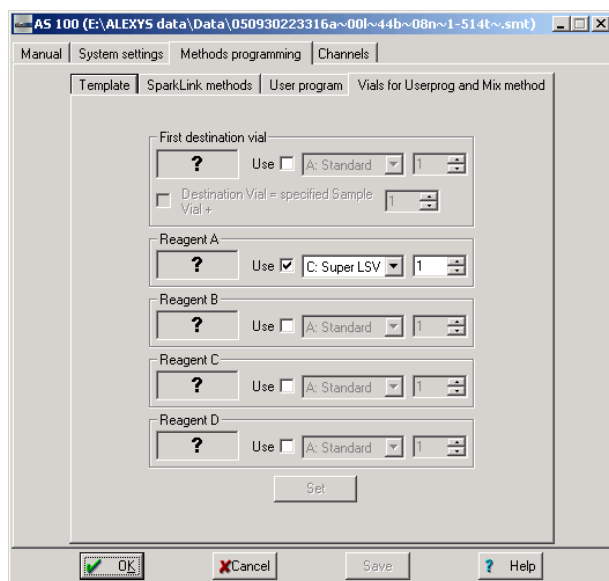 AS 100 (E:\ALEXYS data\Data\050930223316a~00l~44b~08n~1-514t~.smt)
Manual System settings Methods programming Channels
Template SparkLink methods User program Vials for Userprog and Mix method
First destination vial
? Use A: Standard 1
Destination Vial = specified Sample Vial + 1
Reagent A
? Use C: Super LSV 1
Reagent B
? Use A: Standard 1
Reagent C
? Use A: Standard 1
Reagent D
? Use A: Standard 1
Set
OK Cancel Save ? Help